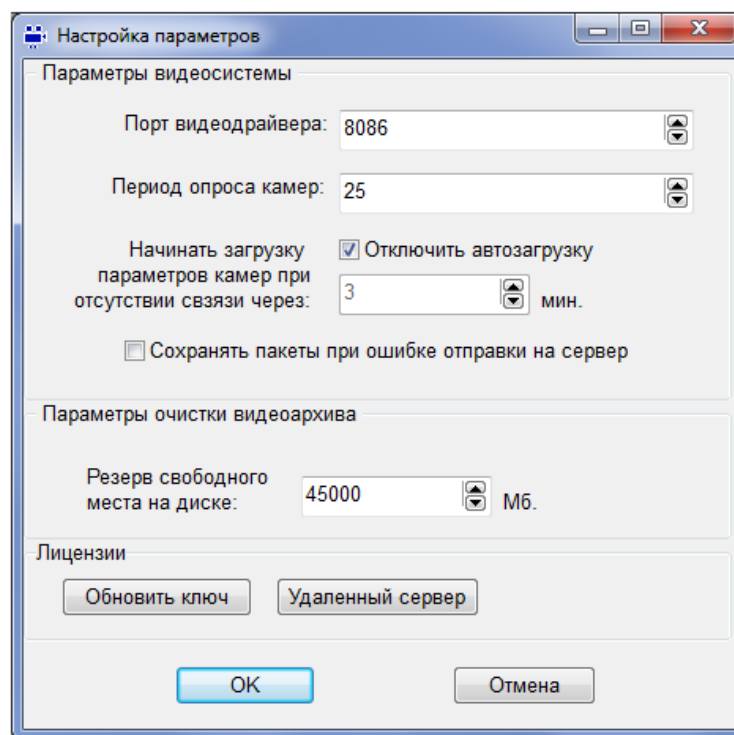 Настройка параметров
Параметры видеосистемы
Порт видеодрайвера: 8086
Период опроса камер: 25
Начинать загрузку
параметров камер при
отсутствии свзязи через:
Отключить автозагрузку
3 мин.
Сохранять пакеты при ошибке отправки на сервер
Параметры очистки видеоархива
Резерв свободного
места на диске:
45000 Мб.
Лицензии
Обновить ключ Удаленный сервер
OK Отмена